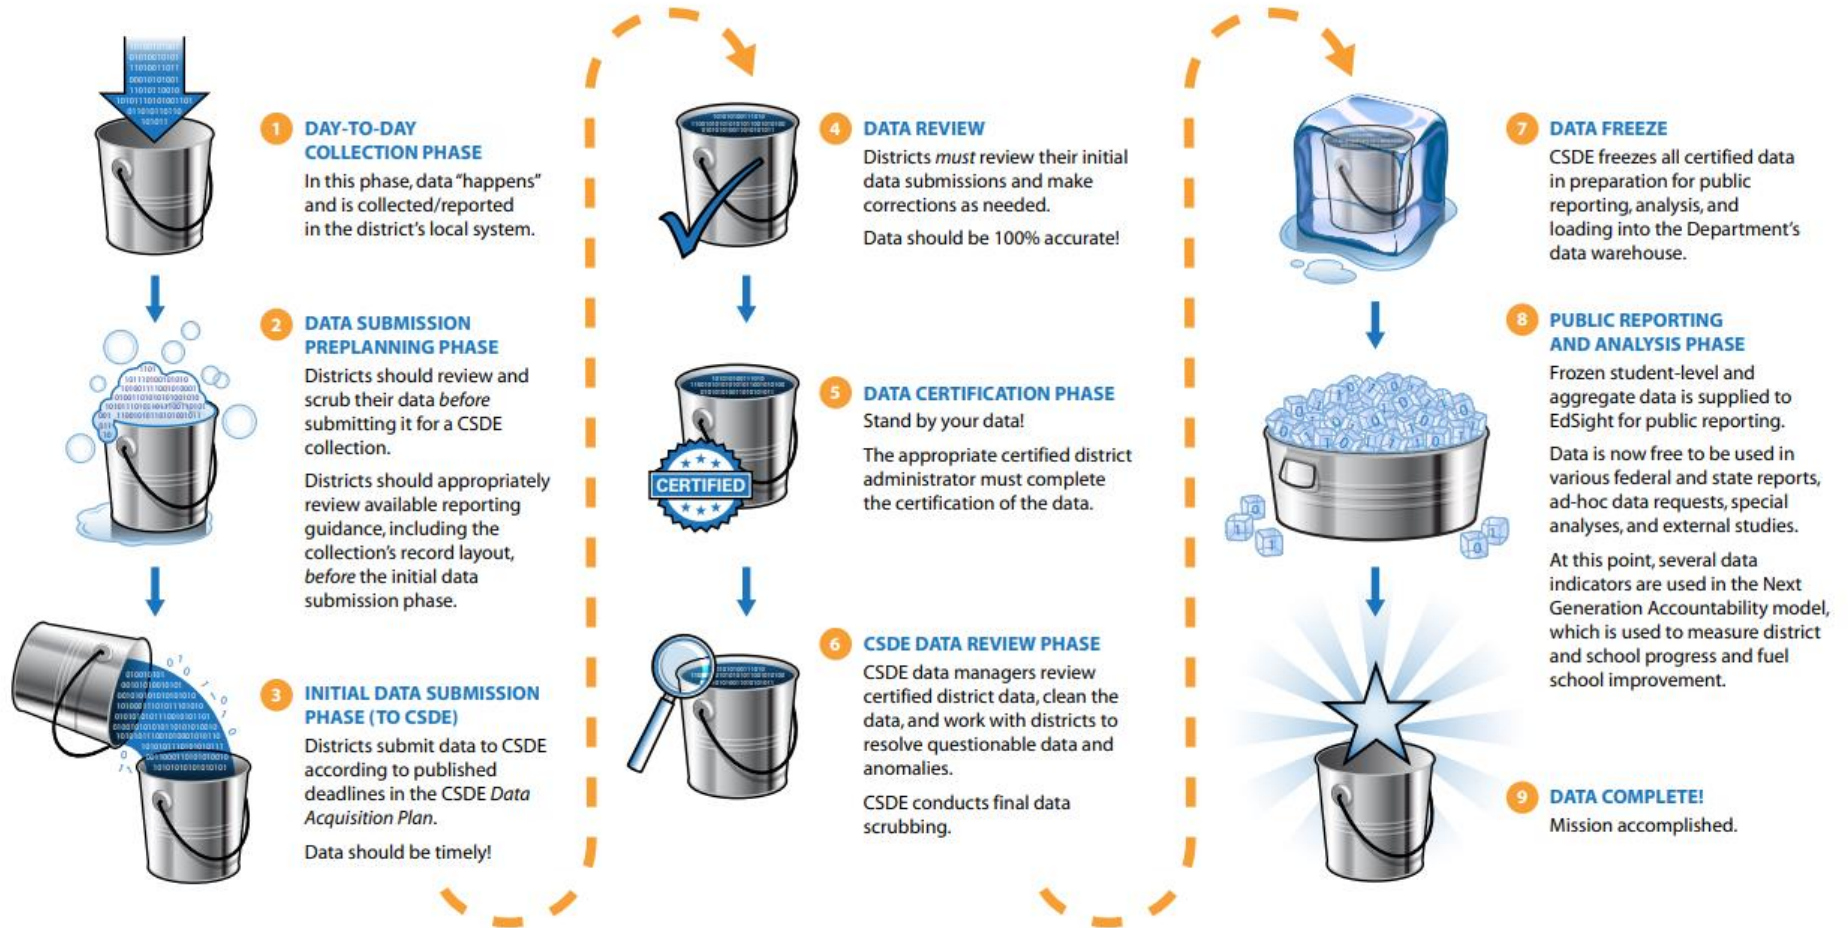 1
DAY-TO-DAY
COLLECTION PHASE
In this phase, data “happens”
and is collected/reported
in the district’s local system.
2
DATA SUBMISSION
PREPLANNING PHASE
Districts should review and
scrub their data before
submitting it for a CSDE
collection.
Districts should appropriately
review available reporting
guidance, including the
collection’s record layout,
before the initial data
submission phase.
3
INITIAL DATA SUBMISSION
PHASE (TO CSDE)
Districts submit data to CSDE
according to published
deadlines in the CSDE Data
Acquisition Plan.
Data should be timely!
4
DATA REVIEW
Districts must review their initial
data submissions and make
corrections as needed.
Data should be 100% accurate!
5
DATA CERTIFICATION PHASE
Stand by your data!
The appropriate certified district
administrator must complete
the certification of the data.
CERTIFIED
6
CSDE DATA REVIEW PHASE
CSDE data managers review
certified district data, clean the
data, and work with districts to
resolve questionable data and
anomalies.
CSDE conducts final data
scrubbing.
7
DATA FREEZE
CSDE freezes all certified data
in preparation for public
reporting, analysis, and
loading into the Department’s
data warehouse.
8
PUBLIC REPORTING
AND ANALYSIS PHASE
Frozen student-level and
aggregate data is supplied to
EdSight for public reporting.
Data is now free to be used in
various federal and state reports,
ad-hoc data requests, special
analyses, and external studies.
At this point, several data
indicators are used in the Next
Generation Accountability model,
which is used to measure district
and school progress and fuel
school improvement.
9
DATA COMPLETE!
Mission accomplished.